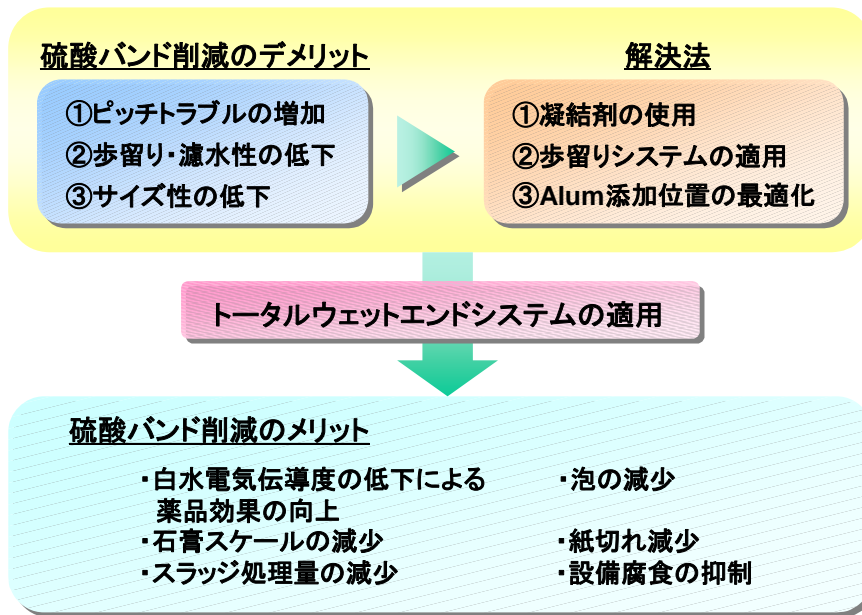 硫酸バンド削減のデメリット
①ピッチトラブルの増加
②歩留り・濾水性の低下
③サイズ性の低下
解決法
①凝結剤の使用
②歩留りシステムの適用
③Alum添加位置の最適化
トータルウェットエンドシステムの適用
硫酸バンド削減のメリット
・白水電気伝導度の低下による
薬品効果の向上
・石膏スケールの減少
・スラッジ処理量の減少
・泡の減少
・紙切れ減少
・設備腐食の抑制